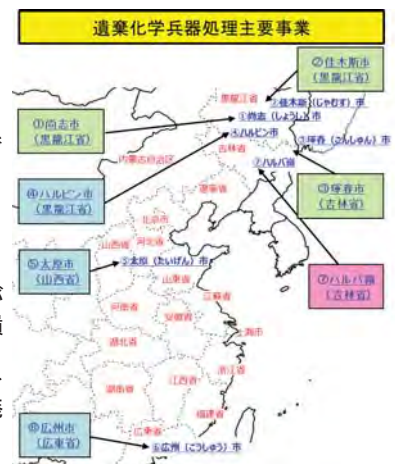 遺棄化学兵器処理主要事業
②佳木斯市
(黒龍江省)
黒龍江省
②佳木斯(じゃむす)市
①尚志(しょうし)市
④ハルビン市
③琿春(こんしゅん)市
①尚志市
(黒龍江省)
内蒙古自治区
吉林省
⑦ハルバ嶺
遼寧省
④ハルビン市
(黒龍江省)
③琿春市
(吉林省)
北京市
河北省
山西省
⑤太原(たいげん)市
⑤太原市
(山西省)
山東省
⑦ハルバ嶺
(吉林省)
河南省
江蘇省
安徽省
上海市
湖北省
浙江省
湖南省
江西省
福建省
⑥広州市
(広東省)
広東省
⑥広州(こうしゅう)市